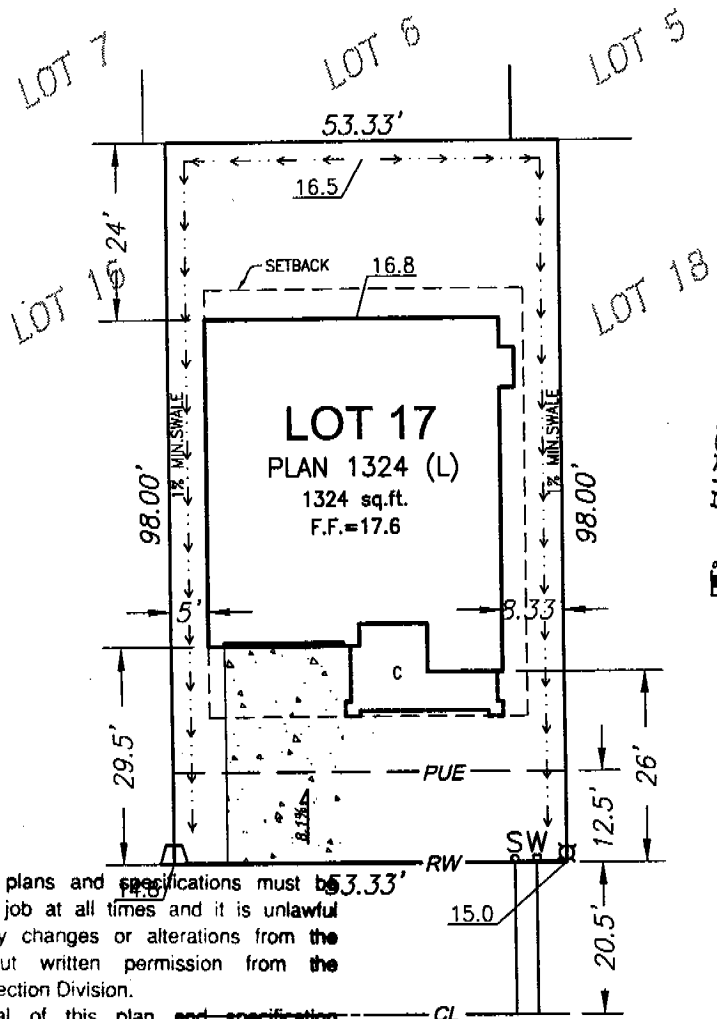 LOT 7
LOT 6
LOT 5
53.33'
16.5
24'
SETBACK
16.8
LOT 16
LOT 18
LOT 17
PLAN 1324 (L)
1324 sq.ft.
F.F.=17.6
1% MIN.SWALE
1% MIN.SWALE
98.00'
98.00'
5'
8.33
C
29.5'
26'
PUE
12.5'
8.1%
S W
RW
53.33'
14.8
15.0
20.5'
CL
plans and specifications must be
job at all times and it is unlawful
changes or alterations from the
written permission from the
Division.
of this plan and specification